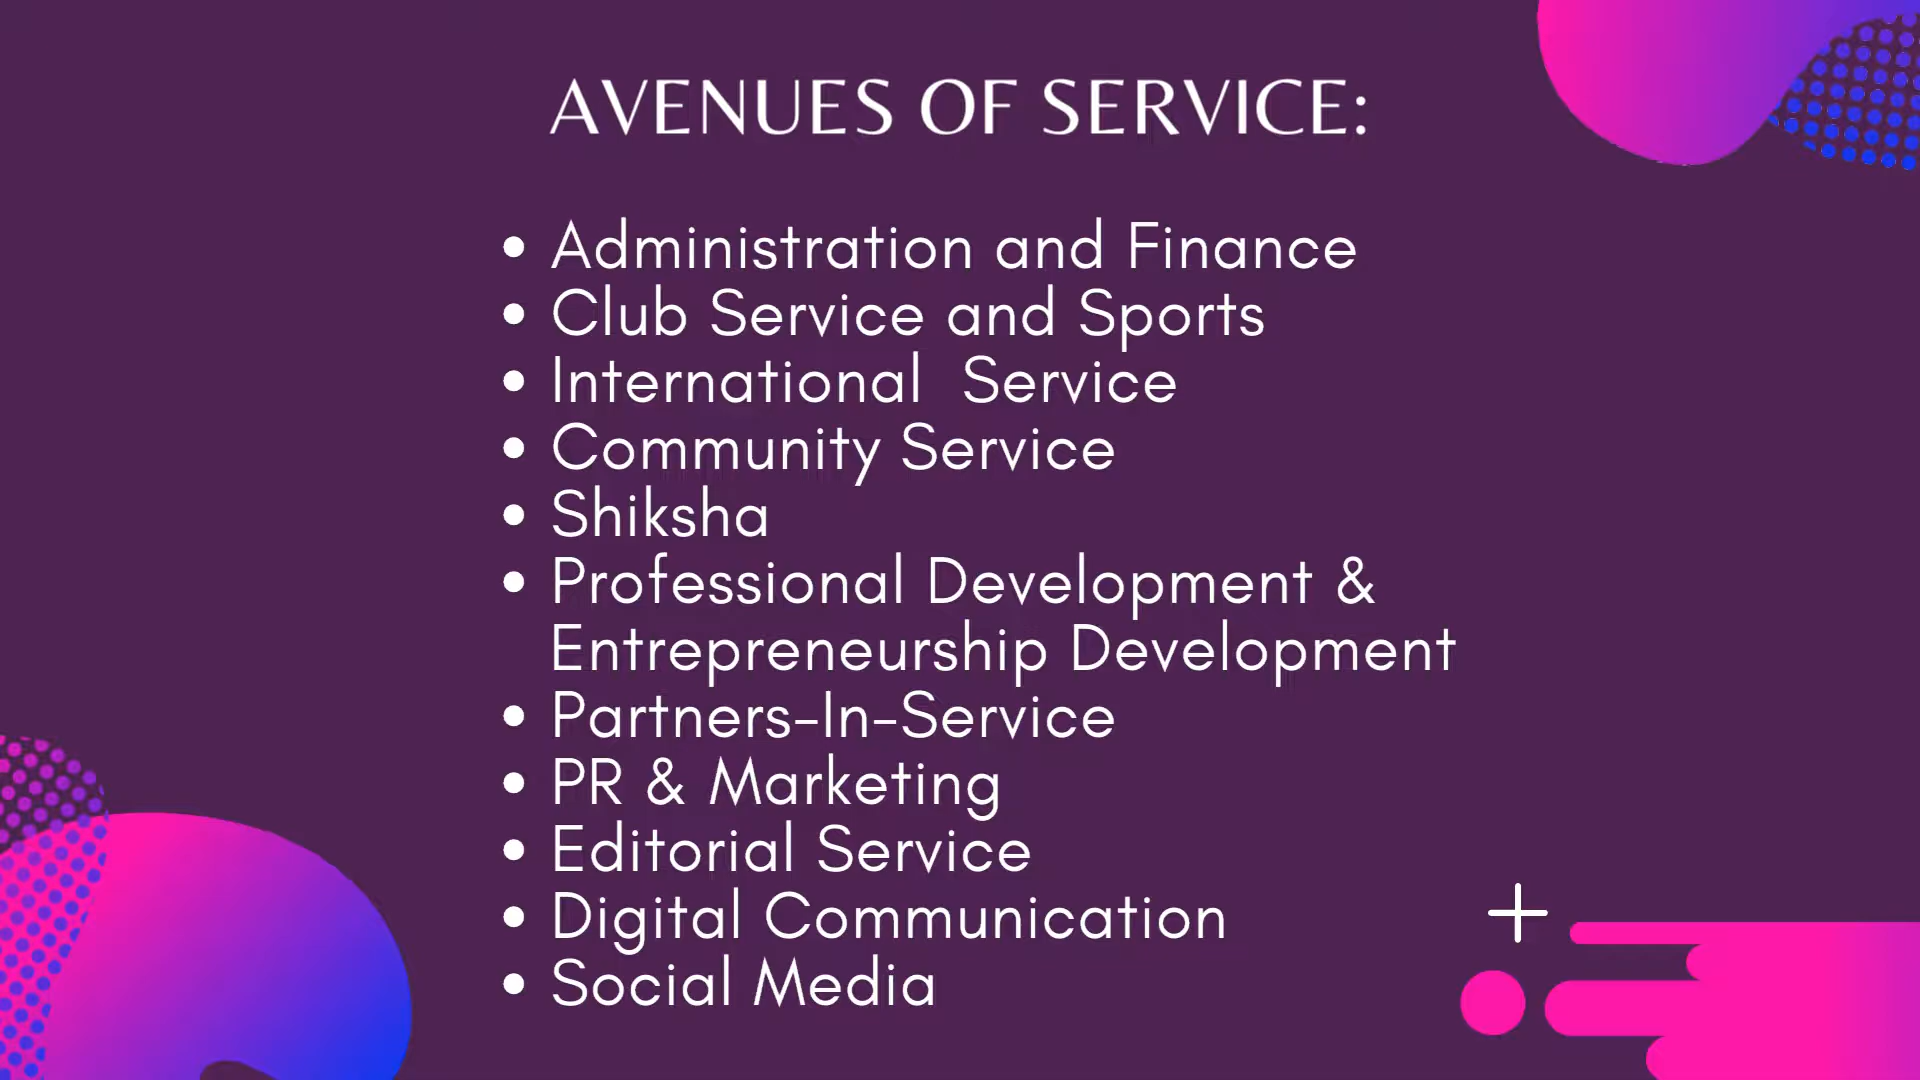 AVENUES OF SERVICE:
• Administration and Finance
• Club Service and Sports
• International  Service
• Community Service
• Shiksha
• Professional Development &
Entrepreneurship Development
• Partners-In-Service
• PR & Marketing
• Editorial Service
• Digital Communication
• Social Media